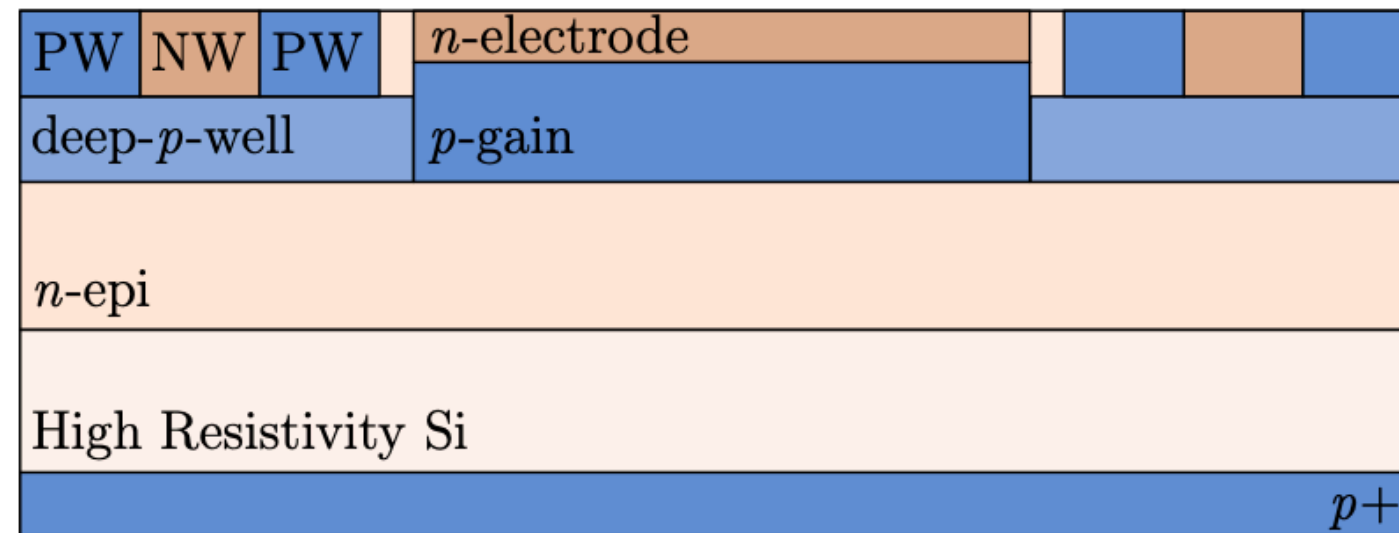 PW NW PW n-electrode
deep-p-well p-gain
n-epi
High Resistivity Si
p+